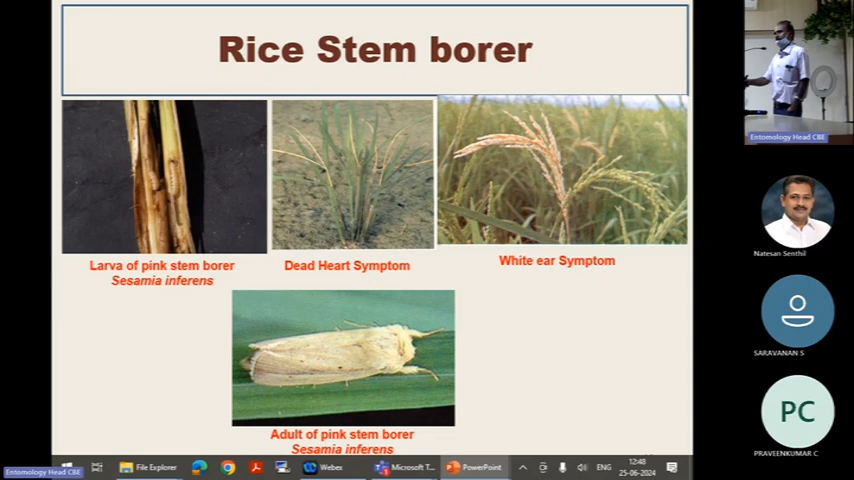 Rice Stem borer
Larva of pink stem borer
Sesamia inferens
Dead Heart Symptom
White ear Symptom
Adult of pink stem borer
Sesamia inferens
Entomology Head CBE
Natesan Senthil
SARAVANAN S
PC
PRAVEENKUMAR C
Entomology Head CBE
File Explorer
Webex
Microsoft T...
PowerPoint
ENG
12:48
25-06-2024